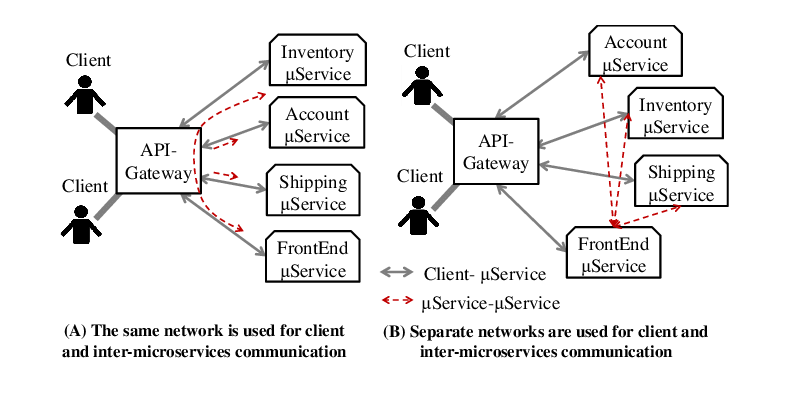 Client
Client
API-
Gateway
Inventory
μService
Account
μService
Shipping
μService
FrontEnd
μService
(A) The same network is used for client
and inter-microservices communication
Client
Client
API-
Gateway
Account
μService
Inventory
μService
Shipping
μService
FrontEnd
μService
Client- μService
μService-μService
(B) Separate networks are used for client and
inter-microservices communication